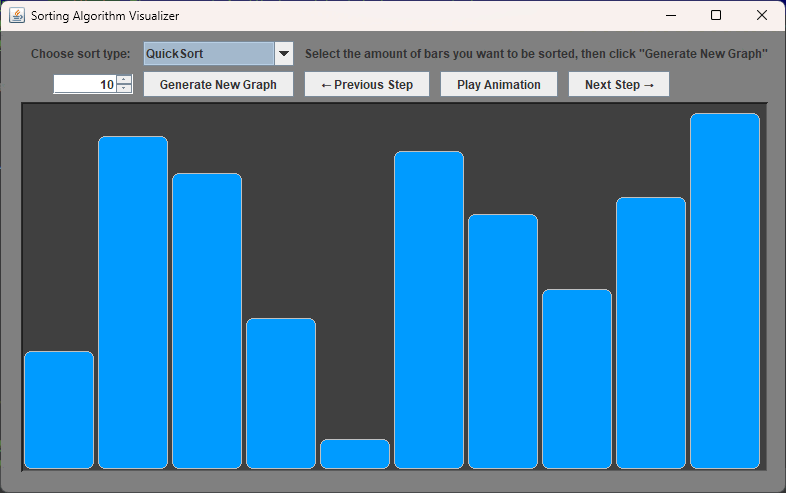 Sorting Algorithm Visualizer
Choose sort type: QuickSort Select the amount of bars you want to be sorted, then click "Generate New Graph"
10 Generate New Graph ←Previous Step Play Animation Next Step →